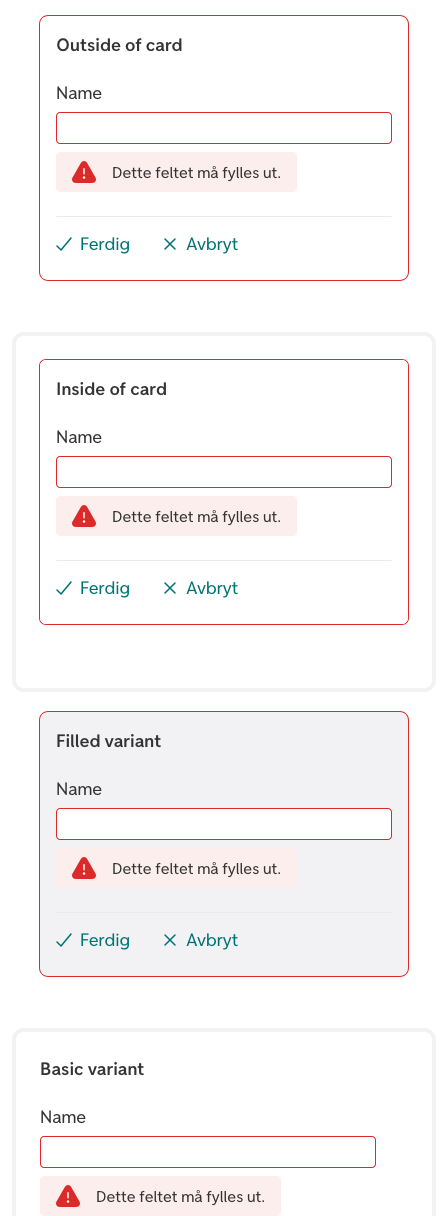 Outside of card
Name
Dette feltet må fylles ut.
Ferdig Avbryt
Inside of card
Name
Dette feltet må fylles ut.
Ferdig Avbryt
Filled variant
Name
Dette feltet må fylles ut.
Ferdig Avbryt
Basic variant
Name
Dette feltet må fylles ut.